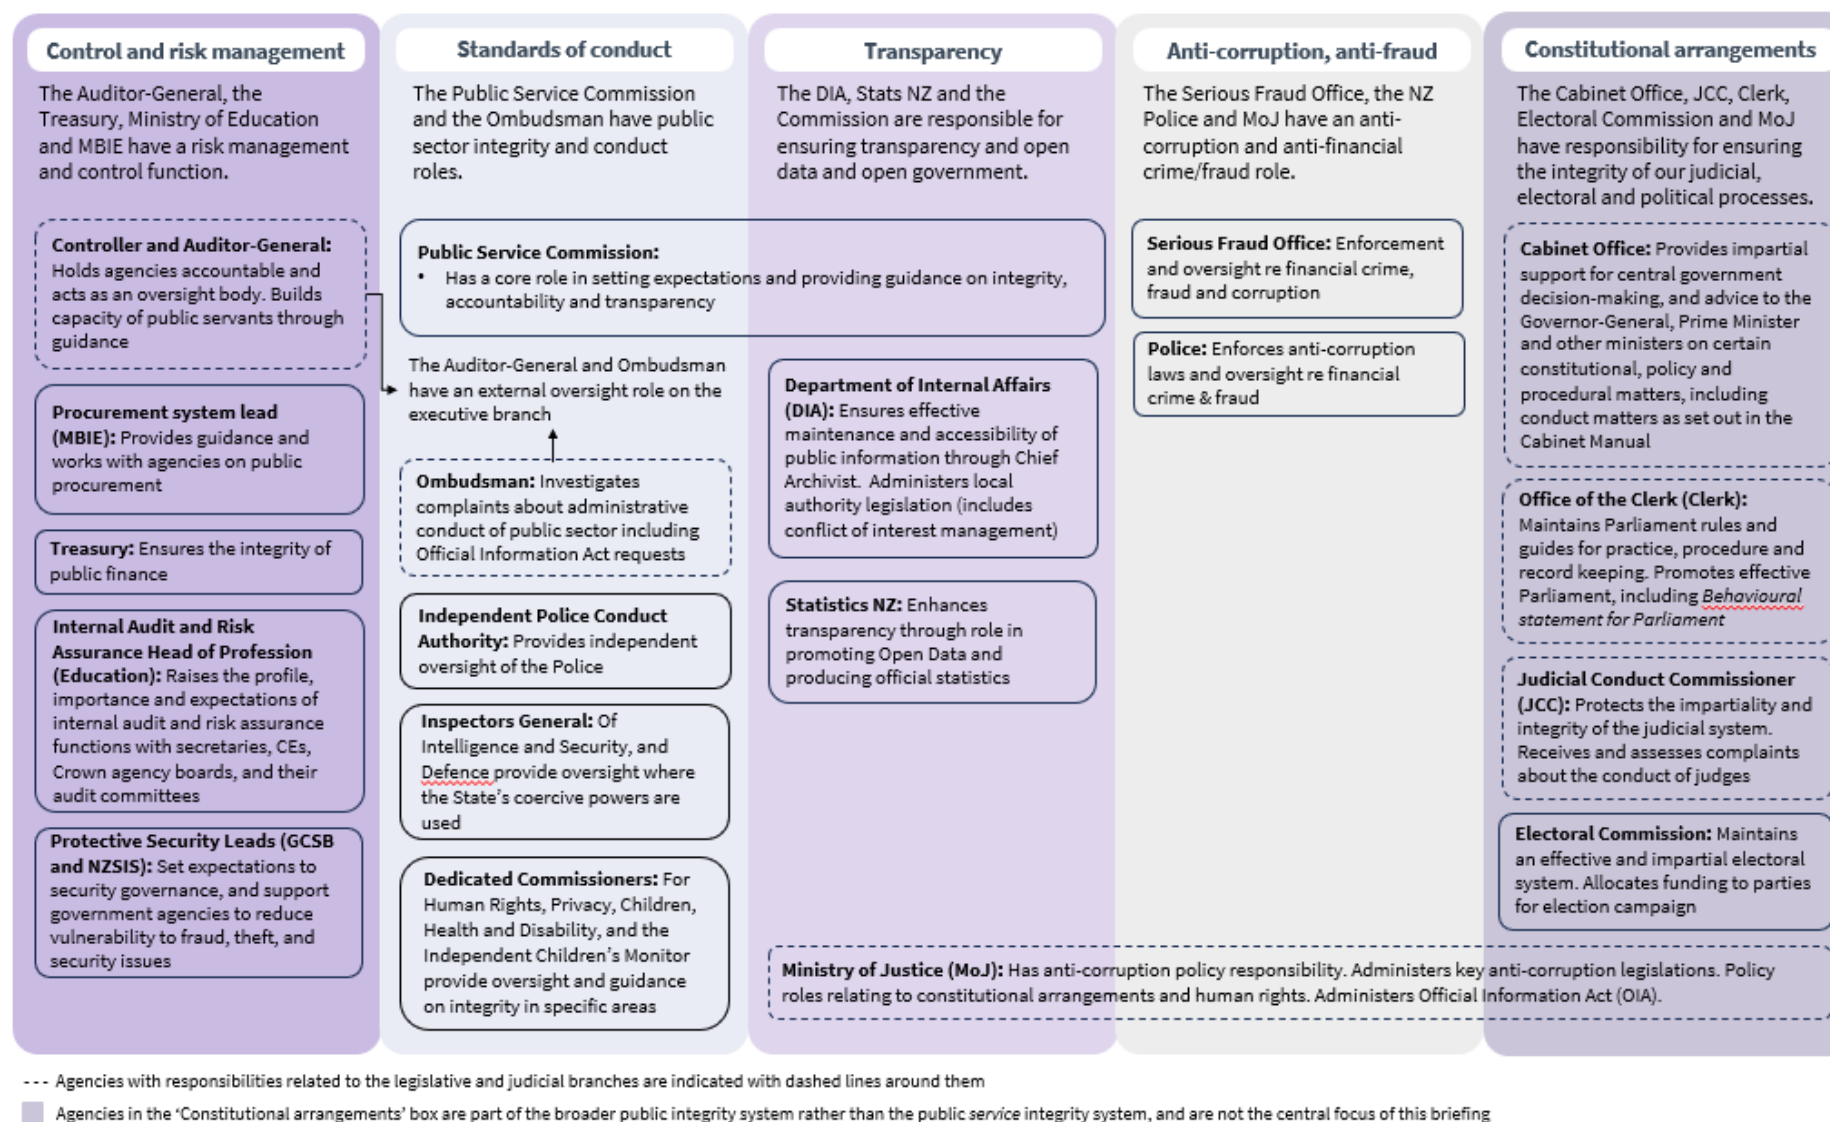 Control and risk management
The Auditor-General, the
Treasury, Ministry of Education
and MBIE have a risk management
and control function.
Controller and Auditor-General:
Holds agencies accountable and
acts as an oversight body. Builds
capacity of public servants through
guidance
Procurement system lead
(MBIE): Provides guidance and
works with agencies on public
procurement
Treasury: Ensures the integrity of
public finance
Internal Audit and Risk
Assurance Head of Profession
(Education): Raises the profile,
importance and expectations of
internal audit and risk assurance
functions with secretaries, CEs,
Crown agency boards, and their
audit committees
Protective Security Leads (GCSB
and NZSIS): Set expectations to
security governance, and support
government agencies to reduce
vulnerability to fraud, theft, and
security issues
Standards of conduct
The Public Service Commission
and the Ombudsman have public
sector integrity and conduct
roles.
Public Service Commission:
• Has a core role in setting expectations and providing guidance on integrity,
accountability and transparency
The Auditor-General and Ombudsman
have an external oversight role on the
executive branch
Ombudsman: Investigates
complaints about administrative
conduct of public sector including
Official Information Act requests
Independent Police Conduct
Authority: Provides independent
oversight of the Police
Inspectors General: Of
Intelligence and Security, and
Defence provide oversight where
the State's coercive powers are
used
Dedicated Commissioners: For
Human Rights, Privacy, Children,
Health and Disability, and the
Independent Children's Monitor
provide oversight and guidance
on integrity in specific areas
Transparency
The DIA, Stats NZ and the
Commission are responsible for
ensuring transparency and open
data and open government.
Department of Internal Affairs
(DIA): Ensures effective
maintenance and accessibility of
public information through Chief
Archivist. Administers local
authority legislation (includes
conflict of interest management)
Statistics NZ: Enhances
transparency through role in
promoting Open Data and
producing official statistics
Anti-corruption, anti-fraud
The Serious Fraud Office, the NZ
Police and MoJ have an anti-
corruption and anti-financial
crime/fraud role.
Serious Fraud Office: Enforcement
and oversight re financial crime,
fraud and corruption
Police: Enforces anti-corruption
laws and oversight re financial
crime & fraud
Constitutional arrangements
The Cabinet Office, JCC, Clerk,
Electoral Commission and MoJ
have responsibility for ensuring
the integrity of our judicial,
electoral and political processes.
Cabinet Office: Provides impartial
support for central government
decision-making, and advice to the
Governor-General, Prime Minister
and other ministers on certain
constitutional, policy and
procedural matters, including
conduct matters as set out in the
Cabinet Manual
Office of the Clerk (Clerk):
Maintains Parliament rules and
guides for practice, procedure and
record keeping. Promotes effective
Parliament, including Behavioural
statement for Parliament
Judicial Conduct Commissioner
(JCC): Protects the impartiality and
integrity of the judicial system.
Receives and assesses complaints
about the conduct of judges
Electoral Commission: Maintains
an effective and impartial electoral
system. Allocates funding to parties
for election campaign
Ministry of Justice (MoJ): Has anti-corruption policy responsibility. Administers key anti-corruption legislations. Policy
roles relating to constitutional arrangements and human rights. Administers Official Information Act (OIA).
--- Agencies with responsibilities related to the legislative and judicial branches are indicated with dashed lines around them
Agencies in the 'Constitutional arrangements' box are part of the broader public integrity system rather than the public service integrity system, and are not the central focus of this briefing